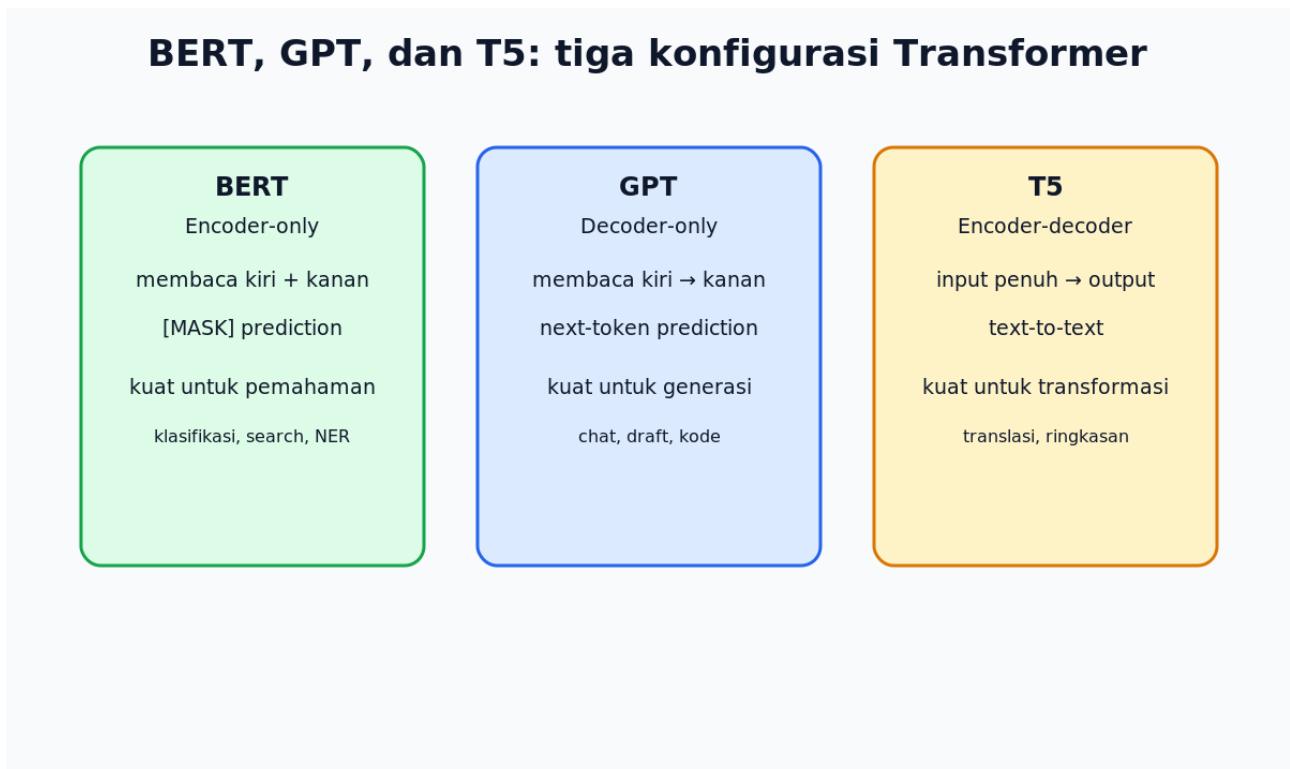 BERT, GPT, dan T5: tiga konfigurasi Transformer
BERT
Encoder-only
membaca kiri + kanan
[MASK] prediction
kuat untuk pemahaman
klasifikasi, search, NER
GPT
Decoder-only
membaca kiri → kanan
next-token prediction
kuat untuk generasi
chat, draft, kode
T5
Encoder-decoder
input penuh → output
text-to-text
kuat untuk transformasi
translasi, ringkasan